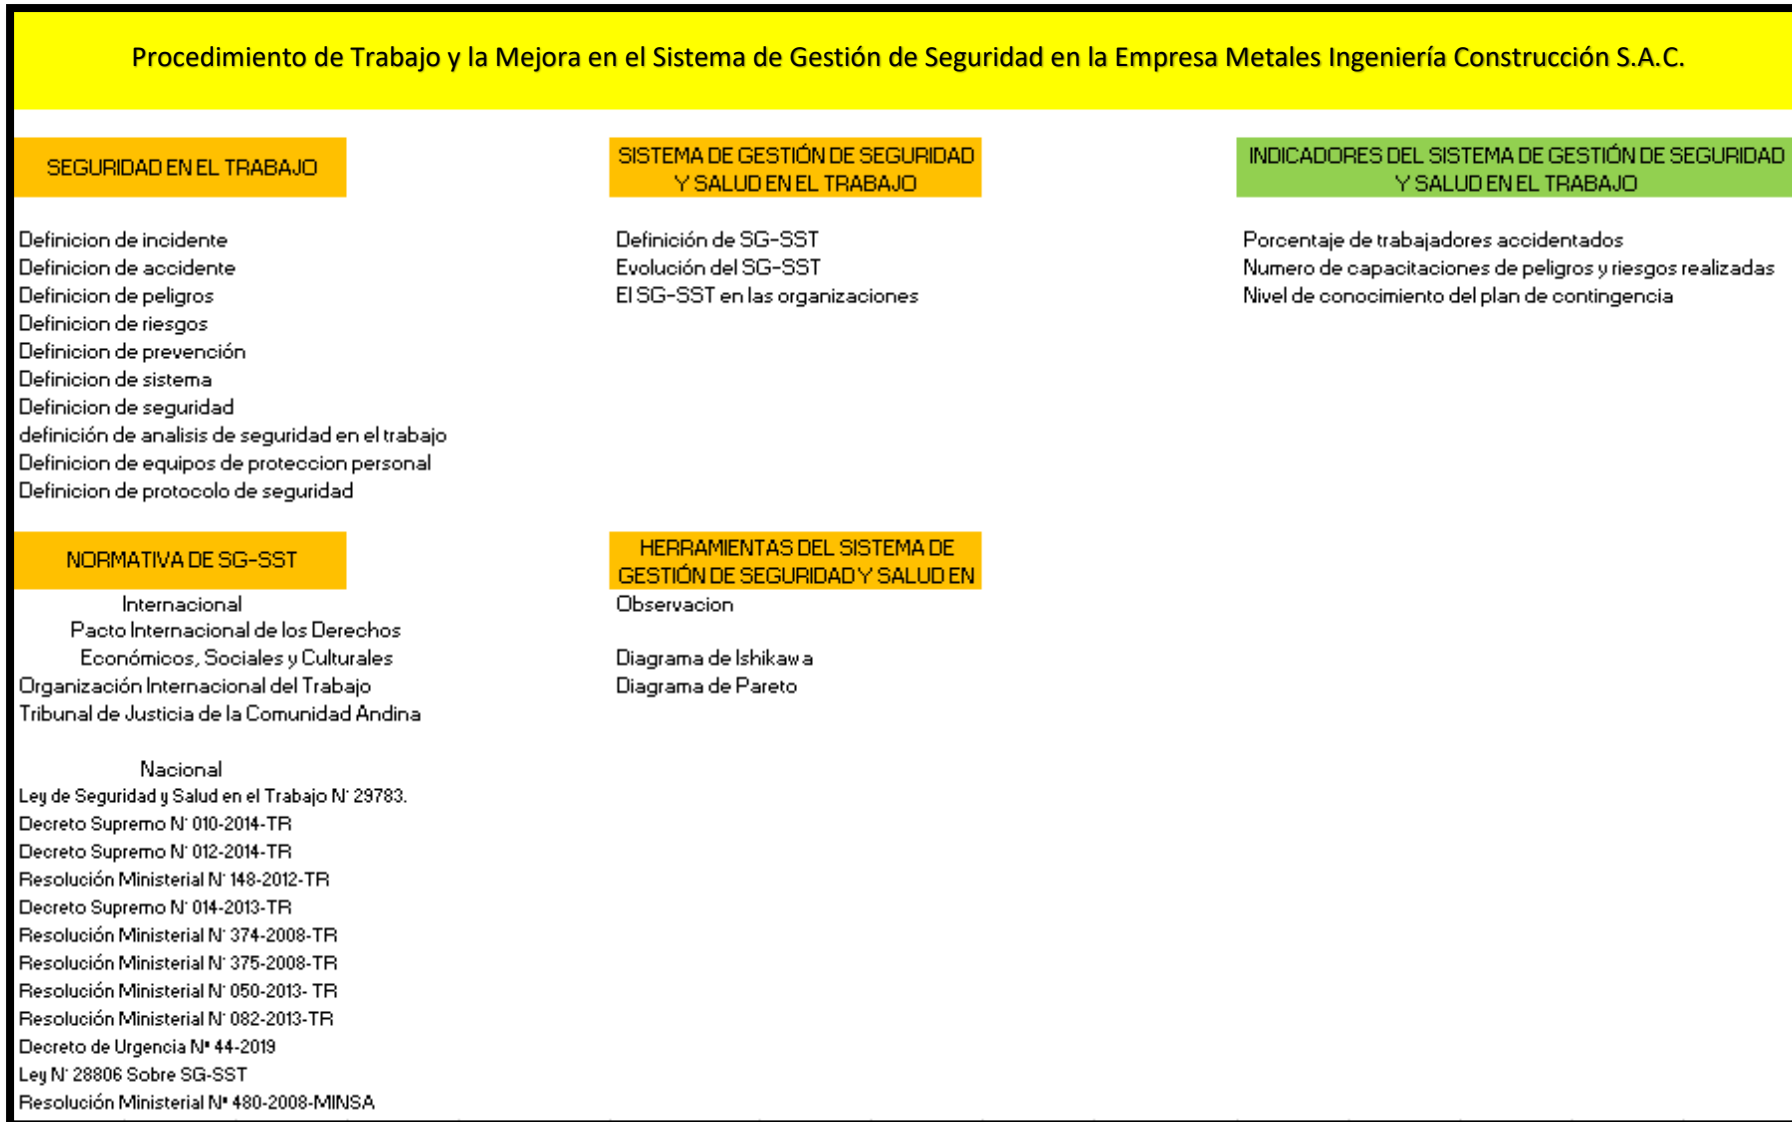 Procedimiento de Trabajo y la Mejora en el Sistema de Gestión de Seguridad en la Empresa Metales Ingeniería Construcción S.A.C.
SEGURIDAD EN EL TRABAJO
Definicion de incidente
Definicion de accidente
Definicion de peligros
Definicion de riesgos
Definicion de prevención
Definicion de sistema
Definicion de seguridad
definición de analisis de seguridad en el trabajo
Definicion de equipos de proteccion personal
Definicion de protocolo de seguridad
SISTEMA DE GESTIÓN DE SEGURIDAD
Y SALUD EN EL TRABAJO
Definición de SG-SST
Evolución del SG-SST
El SG-SST en las organizaciones
INDICADORES DEL SISTEMA DE GESTIÓN DE SEGURIDAD
Y SALUD EN EL TRABAJO
Porcentaje de trabajadores accidentados
Numero de capacitaciones de peligros y riesgos realizadas
Nivel de conocimiento del plan de contingencia
NORMATIVA DE SG-SST
Internacional
Pacto Internacional de los Derechos
Económicos, Sociales y Culturales
Organización Internacional del Trabajo
Tribunal de Justicia de la Comunidad Andina
Nacional
Ley de Seguridad y Salud en el Trabajo N° 29783.
Decreto Supremo N° 010-2014-TR
Decreto Supremo N° 012-2014-TR
Resolución Ministerial N° 148-2012-TR
Decreto Supremo N° 014-2013-TR
Resolución Ministerial N° 374-2008-TR
Resolución Ministerial N° 375-2008-TR
Resolución Ministerial N° 050-2013- TR
Resolución Ministerial N° 082-2013-TR
Decreto de Urgencia Nº 44-2019
Ley N° 28806 Sobre SG-SST
Resolución Ministerial Nº 480-2008-MINSA
HERRAMIENTAS DEL SISTEMA DE
GESTIÓN DE SEGURIDAD Y SALUD EN
Observacion
Diagrama de Ishikawa
Diagrama de Pareto